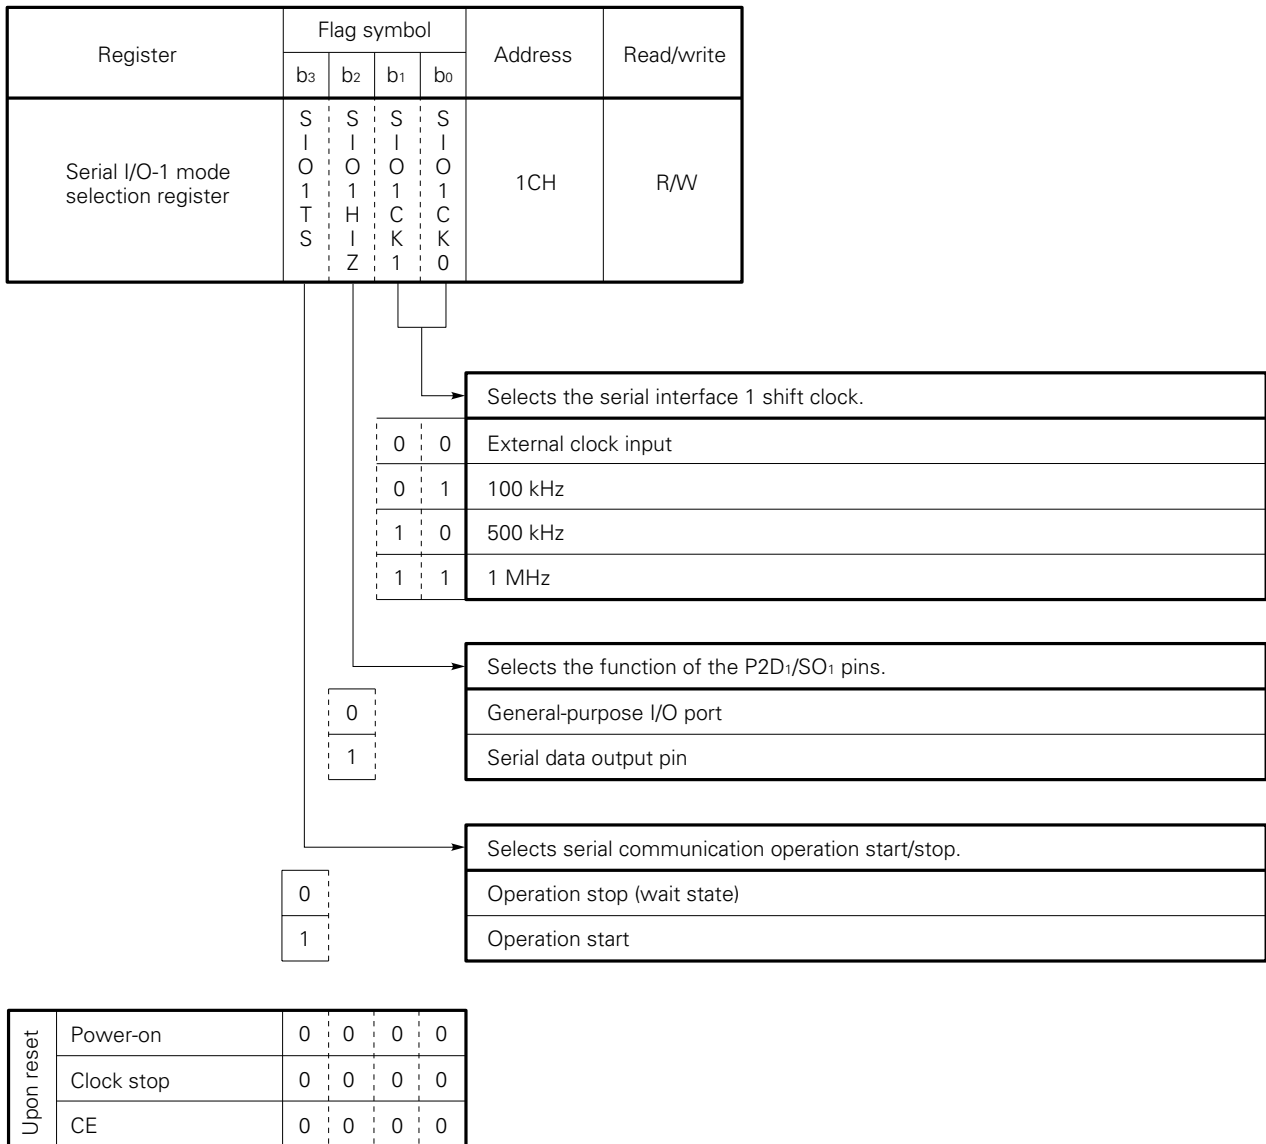 Register Flag symbol Address Read/write
b3 b2 b1 b0
Serial I/O-1 mode
selection register
SIO1TS
SIO1HIZ
SIO1CK1
SIO1CK0
1CH
R/W
Selects the serial interface 1 shift clock.
0 0 External clock input
0 1 100 kHz
1 0 500 kHz
1 1 1 MHz
Selects the function of the P2D1/SO1 pins.
0 General-purpose I/O port
1 Serial data output pin
Selects serial communication operation start/stop.
0 Operation stop (wait state)
1 Operation start
Upon reset
Power-on 0 0 0 0
Clock stop 0 0 0 0
CE 0 0 0 0